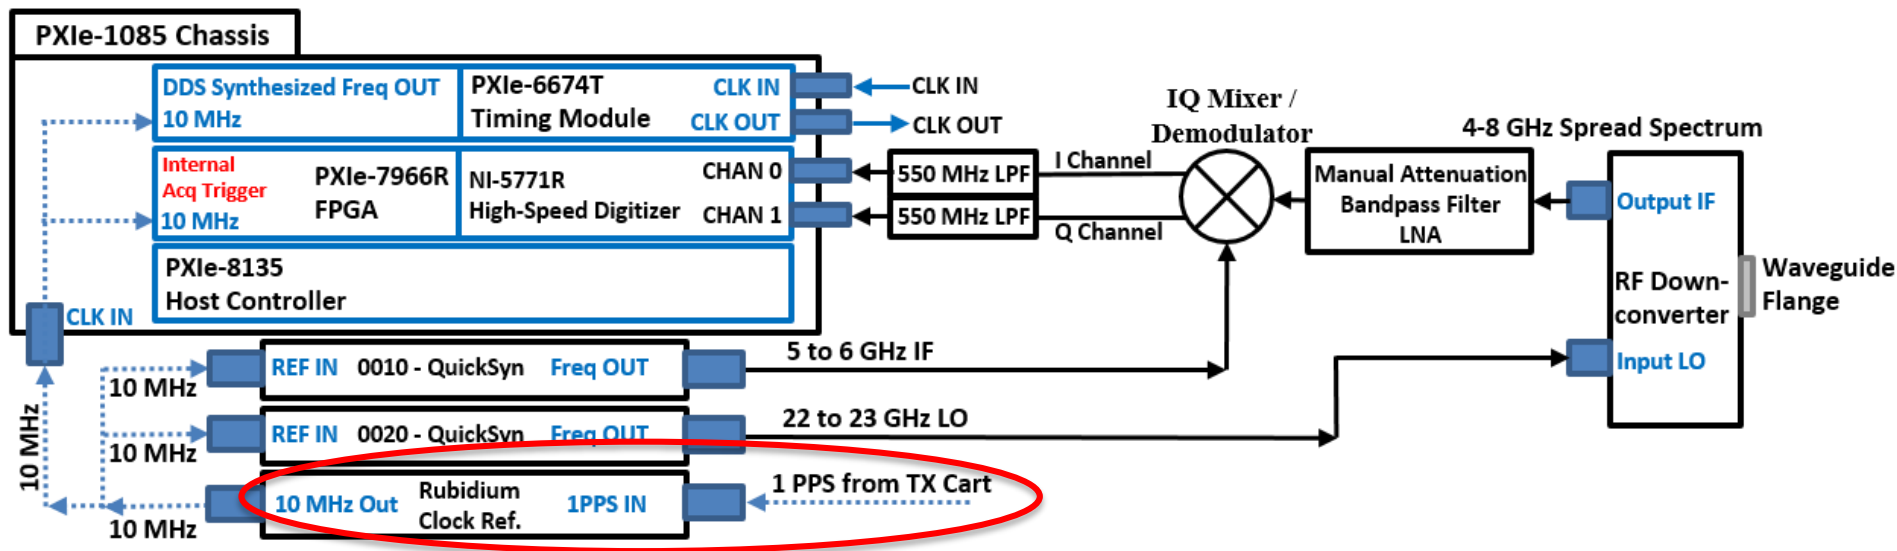 PXIe-1085 Chassis
DDS Synthesized Freq OUT
10 MHz
PXIe-6674T
Timing Module
CLK IN
CLK OUT
CLK IN
CLK OUT
Internal
Acq Trigger
10 MHz
PXIe-7966R
FPGA
NI-5771R
High-Speed Digitizer
CHAN 0
CHAN 1
550 MHz LPF
550 MHz LPF
I Channel
Q Channel
IQ Mixer /
Demodulator
4-8 GHz Spread Spectrum
Manual Attenuation
Bandpass Filter
LNA
Output IF
RF Down-
converter
Input LO
Waveguide
Flange
PXIe-8135
Host Controller
CLK IN
10 MHz
10 MHz
REF IN 0010 - QuickSyn Freq OUT
5 to 6 GHz IF
10 MHz
REF IN 0020 - QuickSyn Freq OUT
22 to 23 GHz LO
10 MHz
10 MHz Out
Rubidium
Clock Ref.
1PPS IN
1 PPS from TX Cart